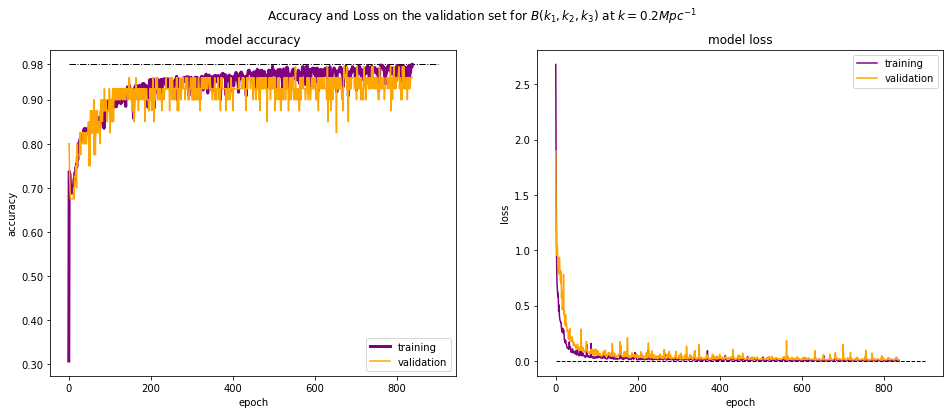 Accuracy and Loss on the validation set for B(k₁, k₂, k₃) at k = 0.2Mpc⁻¹
model accuracy
0.98
0.90
0.80
0.70
0.60
0.50
0.40
0.30
accuracy
0
200
400
600
800
epoch
training
validation
model loss
2.5
2.0
1.5
1.0
0.5
0.0
loss
0
200
400
600
800
epoch
training
validation